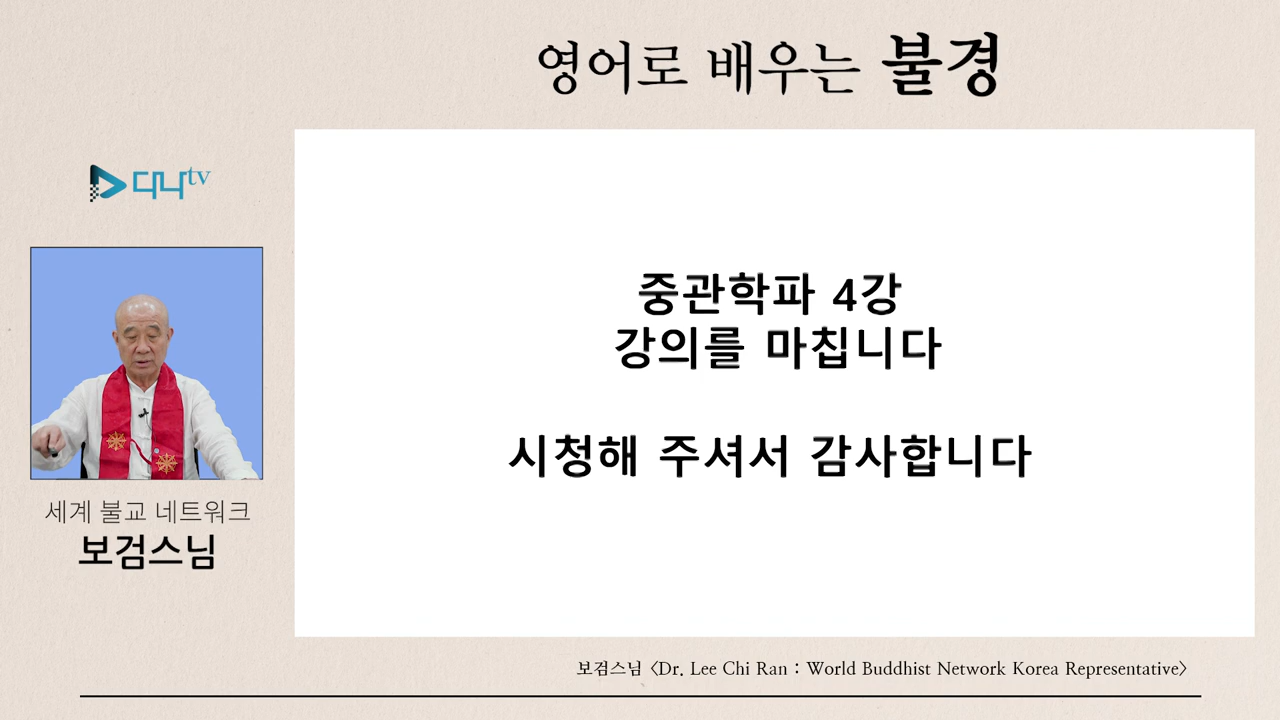 영어로 배우는 불경
다나tv
중관학파 4강
강의를 마칩니다
시청해 주셔서 감사합니다
세계 불교 네트워크
보검스님
보검스님 <Dr. Lee Chi Ran : World Buddhist Network Korea Representative>